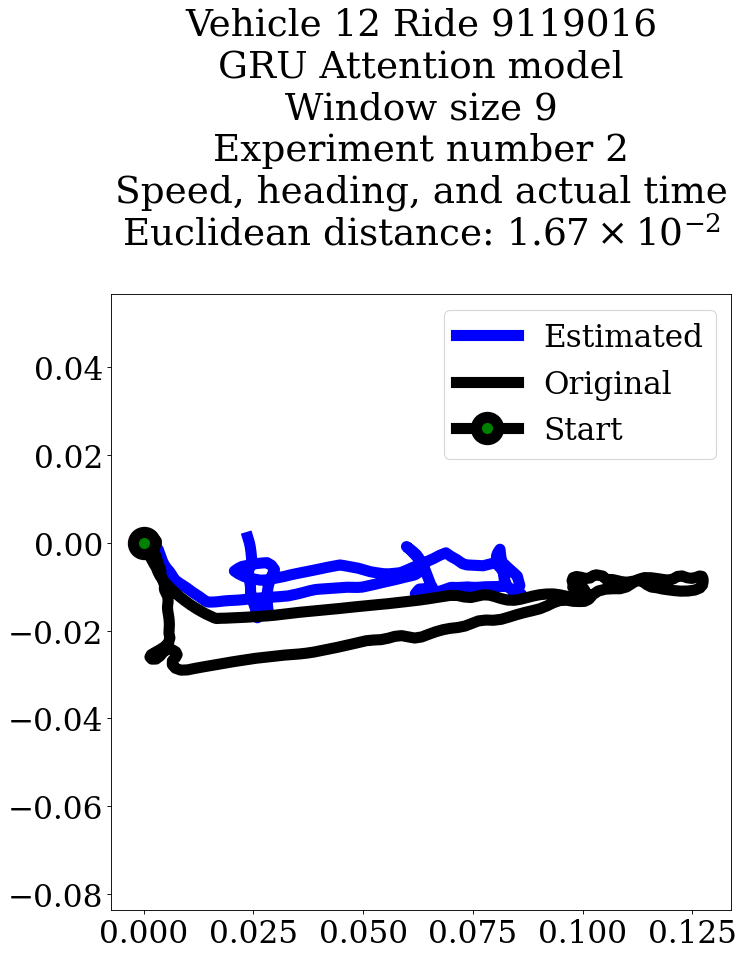 Vehicle 12 Ride 9119016
GRU Attention model
Window size 9
Experiment number 2
Speed, heading, and actual time
Euclidean distance: 1.67 × 10⁻²
Estimated
Original
Start
0.04
0.02
0.00
−0.02
−0.04
−0.06
−0.08
0.000 0.025 0.050 0.075 0.100 0.125